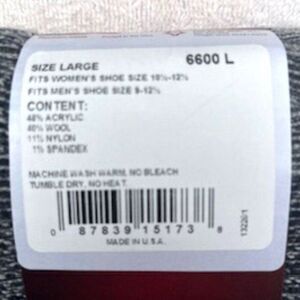 SIZE LARGE 6600 L
FITS WOMEN'S SHOE SIZE 10½-12½
FITS MEN'S SHOE SIZE 9-12½
CONTENT:
48% ACRYLIC
40% WOOL
11% NYLON
1% SPANDEX
MACHINE WASH WARM, NO BLEACH
TUMBLE DRY, NO HEAT.
0 87839 15173 8
MADE IN U.S.A.
132201